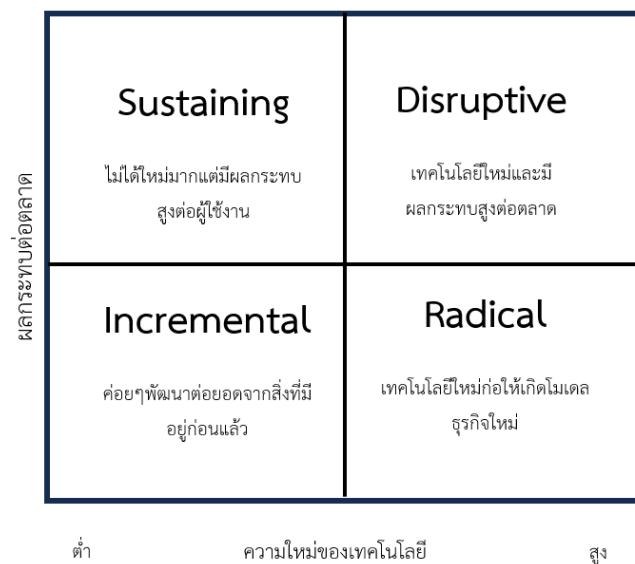 Sustaining
ไม่ได้ใหม่มากแต่มีผลกระทบ
สูงต่อผู้ใช้งาน
Disruptive
เทคโนโลยีใหม่และมี
ผลกระทบสูงต่อตลาด
ผลกระทบต่อตลาด
Incremental
ค่อยๆพัฒนาต่อยอดจากสิ่งที่มี
อยู่ก่อนแล้ว
Radical
เทคโนโลยีใหม่ก่อให้เกิดโมเดล
ธุรกิจใหม่
ต่ำ
ความใหม่ของเทคโนโลยี
สูง